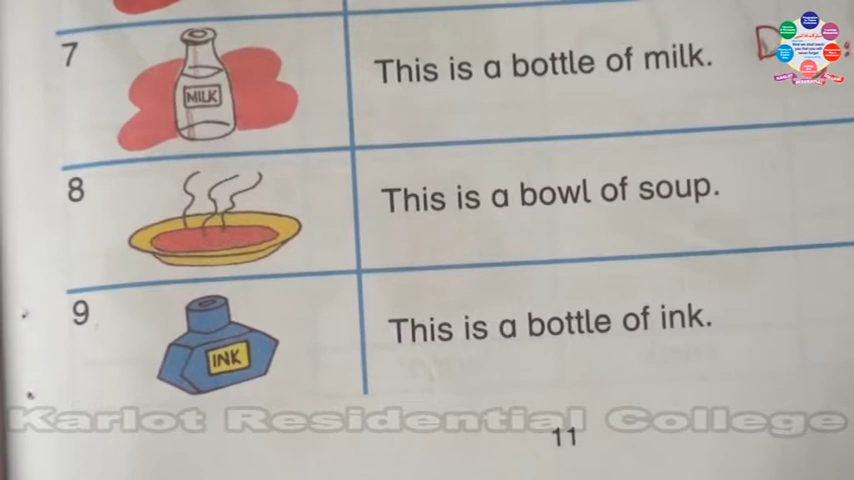 7
MILK
This is a bottle of milk.
8
This is a bowl of soup.
9
INK
This is a bottle of ink.
Karlot Residential College
11